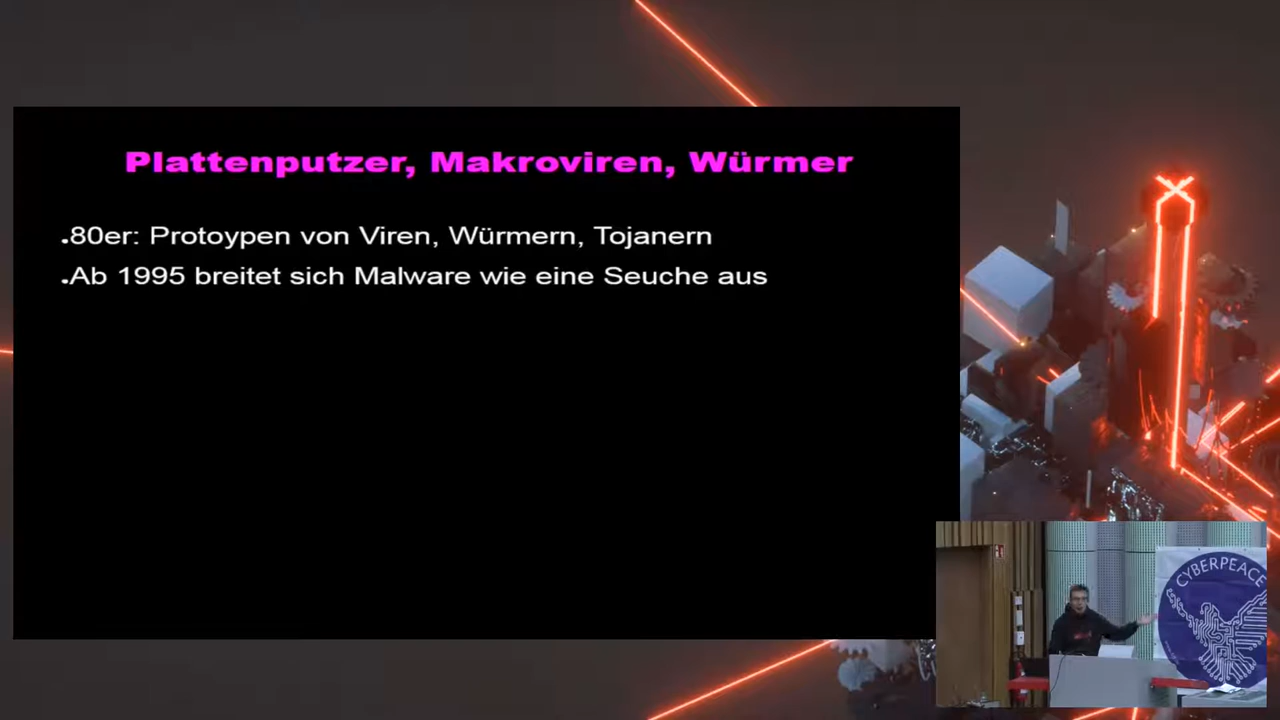 Plattenputzer, Makroviren, Würmer
.80er: Protoypen von Viren, Würmern, Tojanern
.Ab 1995 breitet sich Malware wie eine Seuche aus
CYBERPEACE